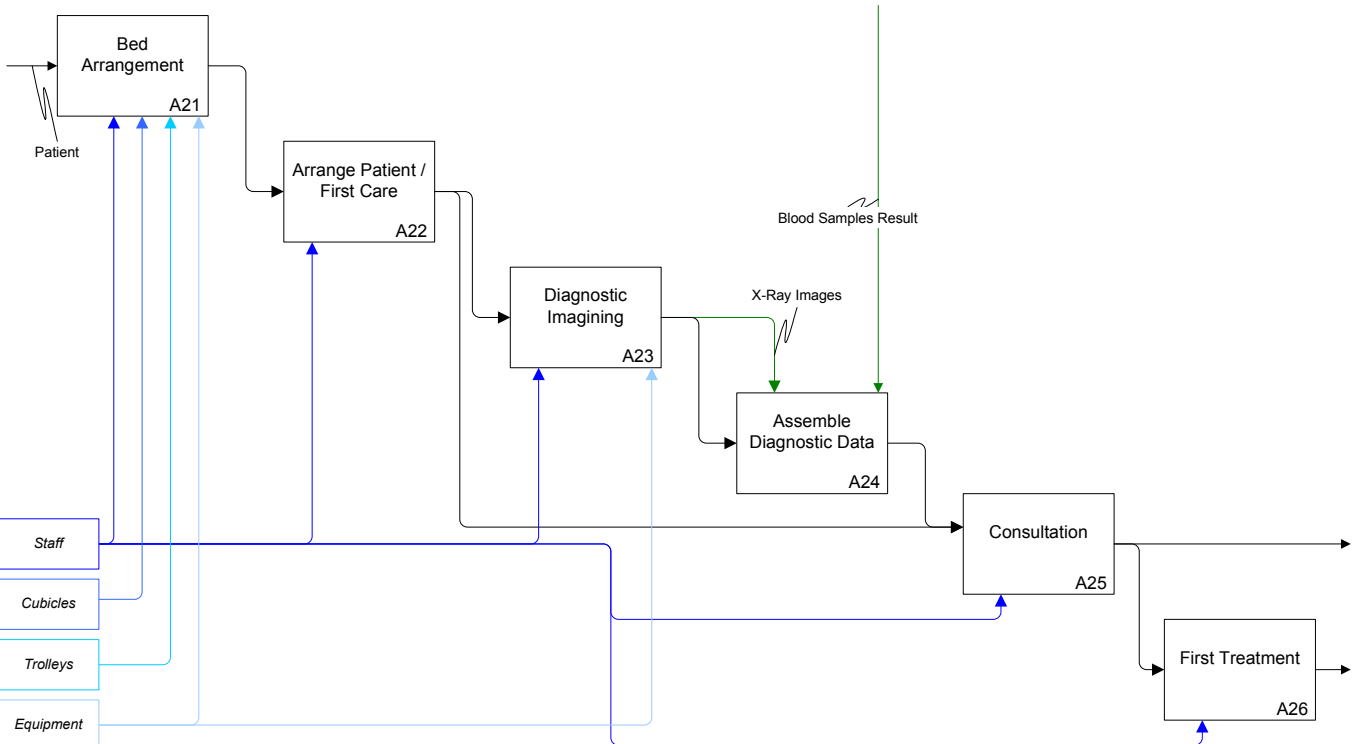 Bed
Arrangement
A21
Patient
Arrange Patient /
First Care
A22
Diagnostic
Imagining
A23
X-Ray Images
Blood Samples Result
Assemble
Diagnostic Data
A24
Consultation
A25
First Treatment
A26
Staff
Cubicles
Trolleys
Equipment